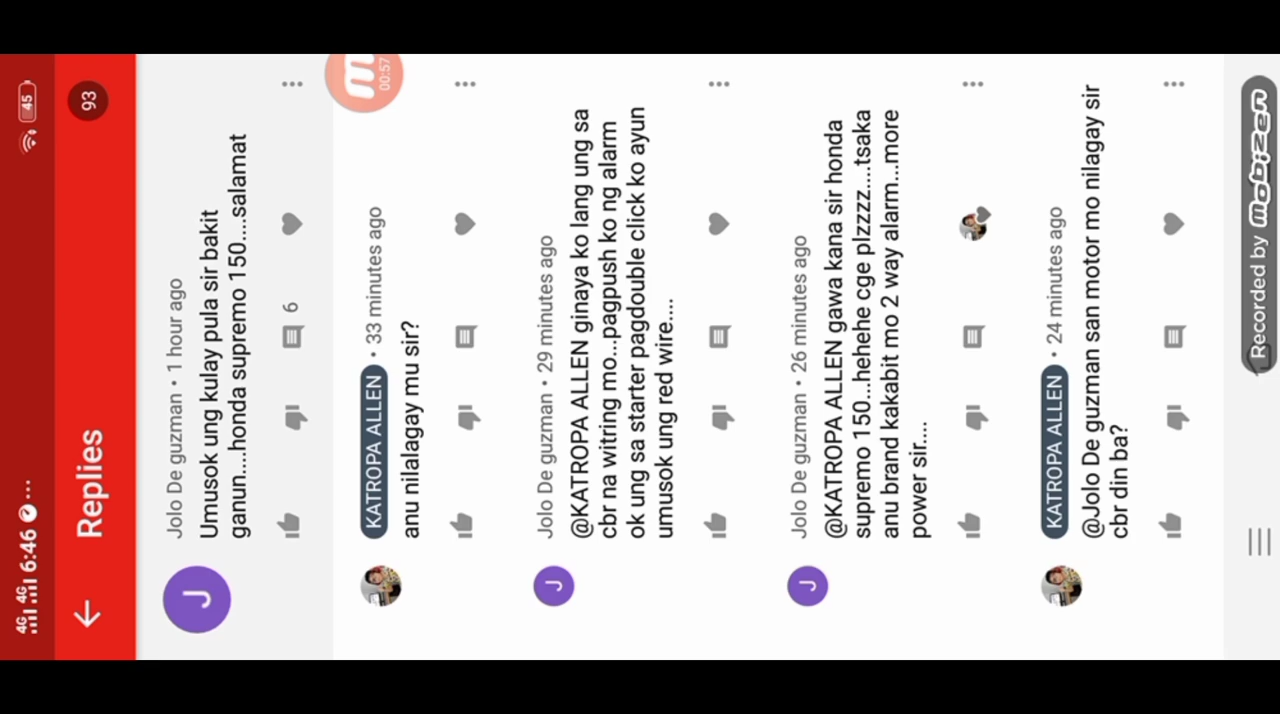 4G 4G 6:46 ... 45
Replies 93
J
Jolo De guzman • 1 hour ago
Umusok ung kulay pula sir bakit
ganun....honda supremo 150....salamat
6
m
00:57
KATROPA ALLEN • 33 minutes ago
anu nilalagay mu sir?
J
Jolo De guzman • 29 minutes ago
@KATROPA ALLEN ginaya ko lang ung sa
cbr na witring mo...pagpush ko ng alarm
ok ung sa starter pagdouble click ko ayun
umusok ung red wire....
J
Jolo De guzman • 26 minutes ago
@KATROPA ALLEN gawa kana sir honda
supremo 150...hehehe cge plzzzz....tsaka
anu brand kakabit mo 2 way alarm...more
power sir....
KATROPA ALLEN • 24 minutes ago
@Jolo De guzman san motor mo nilagay sir
cbr din ba?
Recorded by mobizen